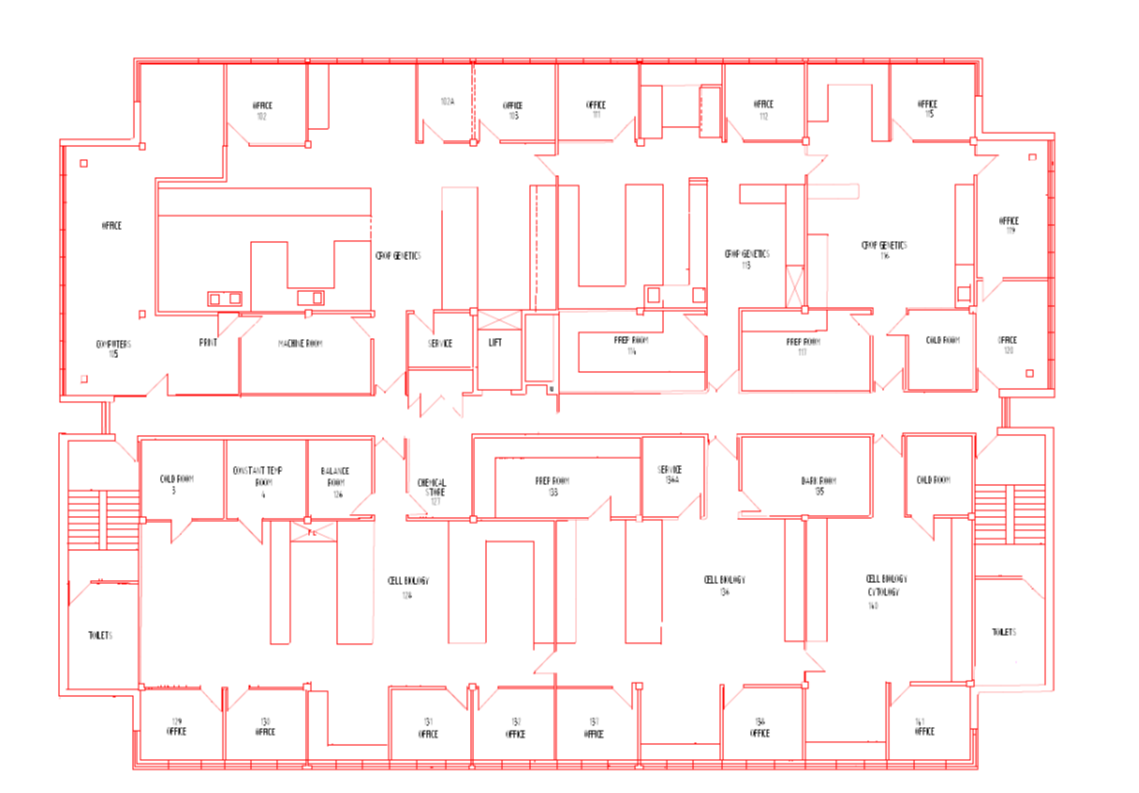 OFFICE
102
102A
OFFICE
103
OFFICE
111
OFFICE
112
OFFICE
115
OFFICE
OFFICE
119
CROP GENETICS
CROP GENETICS
113
CROP GENETICS
116
COMPUTERS
105
PRINT
MACHINE ROOM
SERVICE
LIFT
PREP ROOM
114
PREP ROOM
117
COLD ROOM
OFFICE
120
COLD ROOM
3
CONSTANT TEMP
ROOM
4
BALANCE
ROOM
126
CHEMICAL
STORE
127
PREP ROOM
133
SERVICE
134A
DARK ROOM
135
COLD ROOM
CELL BIOLOGY
128
CELL BIOLOGY
134
CELL BIOLOGY
CYTOLOGY
140
TOILETS
TOILETS
129
OFFICE
130
OFFICE
131
OFFICE
132
OFFICE
OFFICE
OFFICE
141
OFFICE